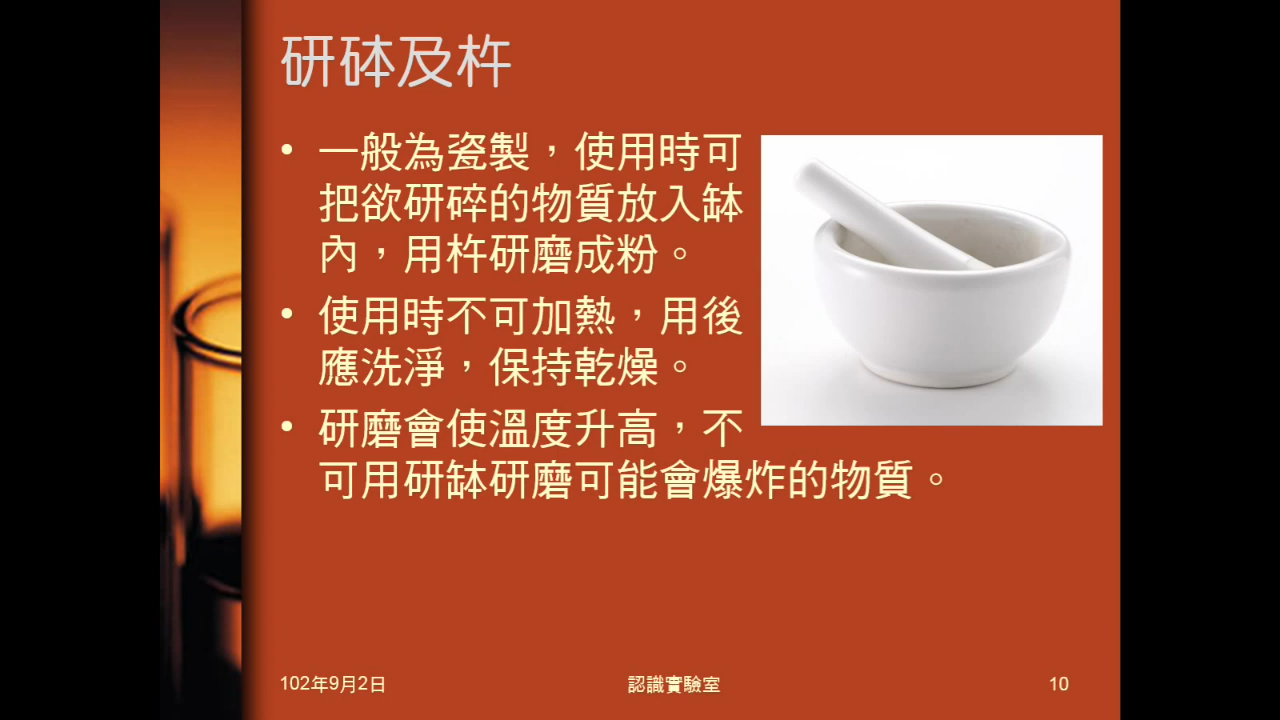 研砵及杵
• 一般為瓷製，使用時可
把欲研碎的物質放入缽
內，用杵研磨成粉。
• 使用時不可加熱，用後
應洗淨，保持乾燥。
• 研磨會使溫度升高，不
可用研缽研磨可能會爆炸的物質。
102年9月2日
認識實驗室
10